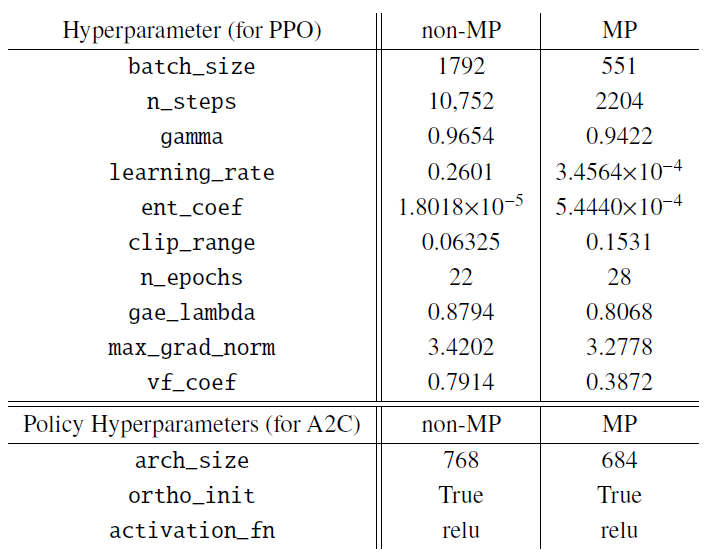 Hyperparameter (for PPO) non-MP MP
batch_size 1792 551
n_steps 10,752 2204
gamma 0.9654 0.9422
learning_rate 0.2601 3.4564×10⁻⁴
ent_coef 1.8018×10⁻⁵ 5.4440×10⁻⁴
clip_range 0.06325 0.1531
n_epochs 22 28
gae_lambda 0.8794 0.8068
max_grad_norm 3.4202 3.2778
vf_coef 0.7914 0.3872
Policy Hyperparameters (for A2C) non-MP MP
arch_size 768 684
ortho_init True True
activation_fn relu relu